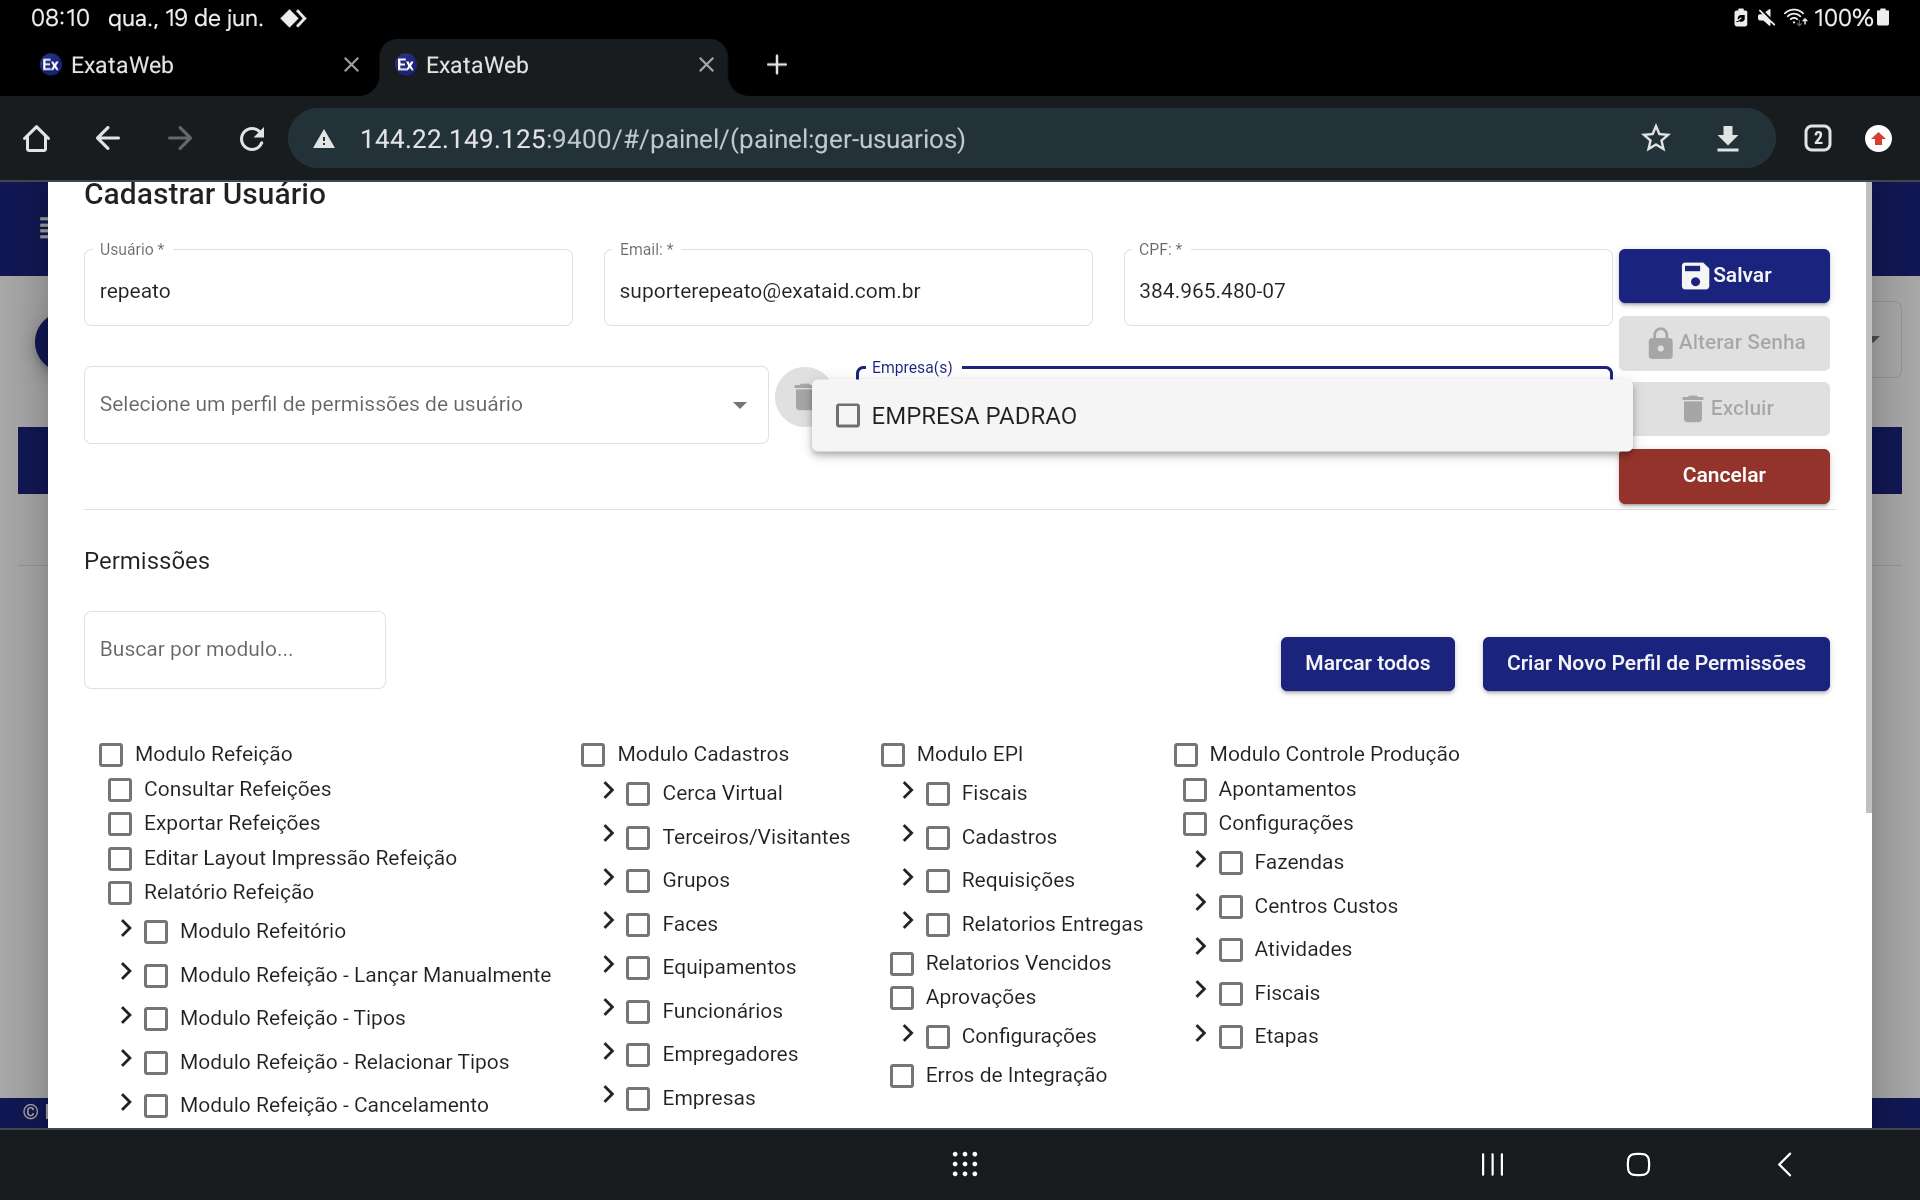 08:10 qua., 19 de jun. 100%
Ex ExataWeb
Ex ExataWeb
144.22.149.125:9400/#/painel/(painel:ger-usuarios)
2
Cadastrar Usuário
Usuário *
repeato
Email: *
suporterepeato@exataid.com.br
CPF: *
384.965.480-07
Salvar
Alterar Senha
Excluir
Cancelar
Selecione um perfil de permissões de usuário
Empresa(s)
EMPRESA PADRAO
Permissões
Buscar por modulo...
Marcar todos
Criar Novo Perfil de Permissões
Modulo Refeição
Consultar Refeições
Exportar Refeições
Editar Layout Impressão Refeição
Relatório Refeição
Modulo Refeitório
Modulo Refeição - Lançar Manualmente
Modulo Refeição - Tipos
Modulo Refeição - Relacionar Tipos
Modulo Refeição - Cancelamento
Modulo Cadastros
Cerca Virtual
Terceiros/Visitantes
Grupos
Faces
Equipamentos
Funcionários
Empregadores
Empresas
Modulo EPI
Fiscais
Cadastros
Requisições
Relatorios Entregas
Relatorios Vencidos
Aprovações
Configurações
Erros de Integração
Modulo Controle Produção
Apontamentos
Configurações
Fazendas
Centros Custos
Atividades
Fiscais
Etapas
©